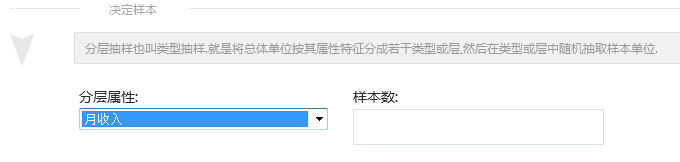 决定样本
分层抽样也叫类型抽样.就是将总体单位按其属性特征分成若干类型或层,然后在类型或层中随机抽取样本单位.
分层属性: 样本数:
月收入